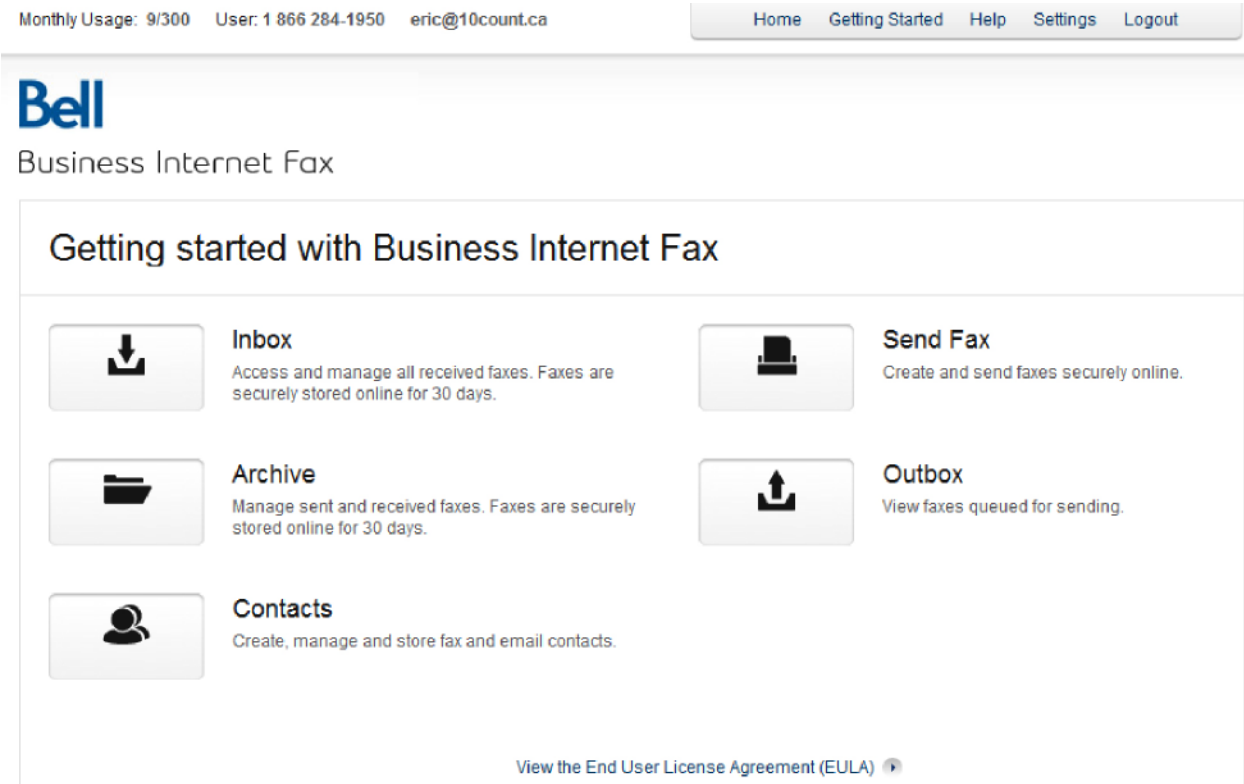 Monthly Usage: 9/300 User: 1 866 284-1950 eric@10count.ca Home Getting Started Help Settings Logout
Bell
Business Internet Fax
Getting started with Business Internet Fax
Inbox
Access and manage all received faxes. Faxes are
securely stored online for 30 days.
Send Fax
Create and send faxes securely online.
Archive
Manage sent and received faxes. Faxes are securely
stored online for 30 days.
Outbox
View faxes queued for sending.
Contacts
Create, manage and store fax and email contacts.
View the End User License Agreement (EULA)